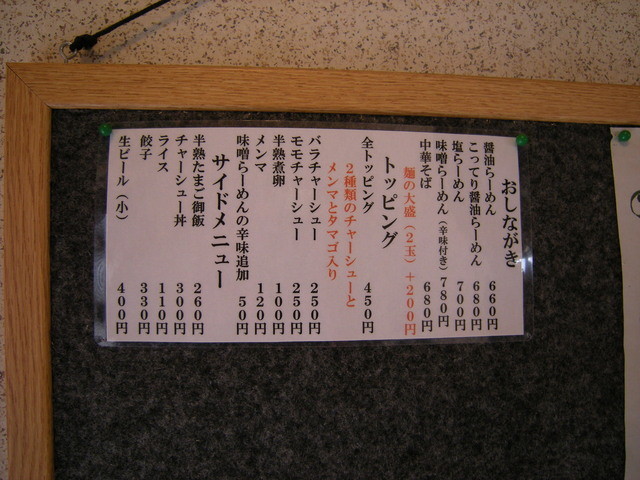 おしながき
醤油らーめん 660円
こってり醤油らーめん 680円
塩らーめん 700円
味噌らーめん（辛味付き） 780円
中華そば 680円
麺の大盛（２玉）＋200円
トッピング
全トッピング 450円
２種類のチャーシューと
メンマとタマゴ入り
バラチャーシュー 250円
モモチャーシュー 250円
半熟煮卵 100円
メンマ 120円
味噌らーめんの辛味追加 50円
サイドメニュー
半熟たまご御飯 260円
チャーシュー丼 300円
ライス 110円
餃子 330円
生ビール（小） 400円